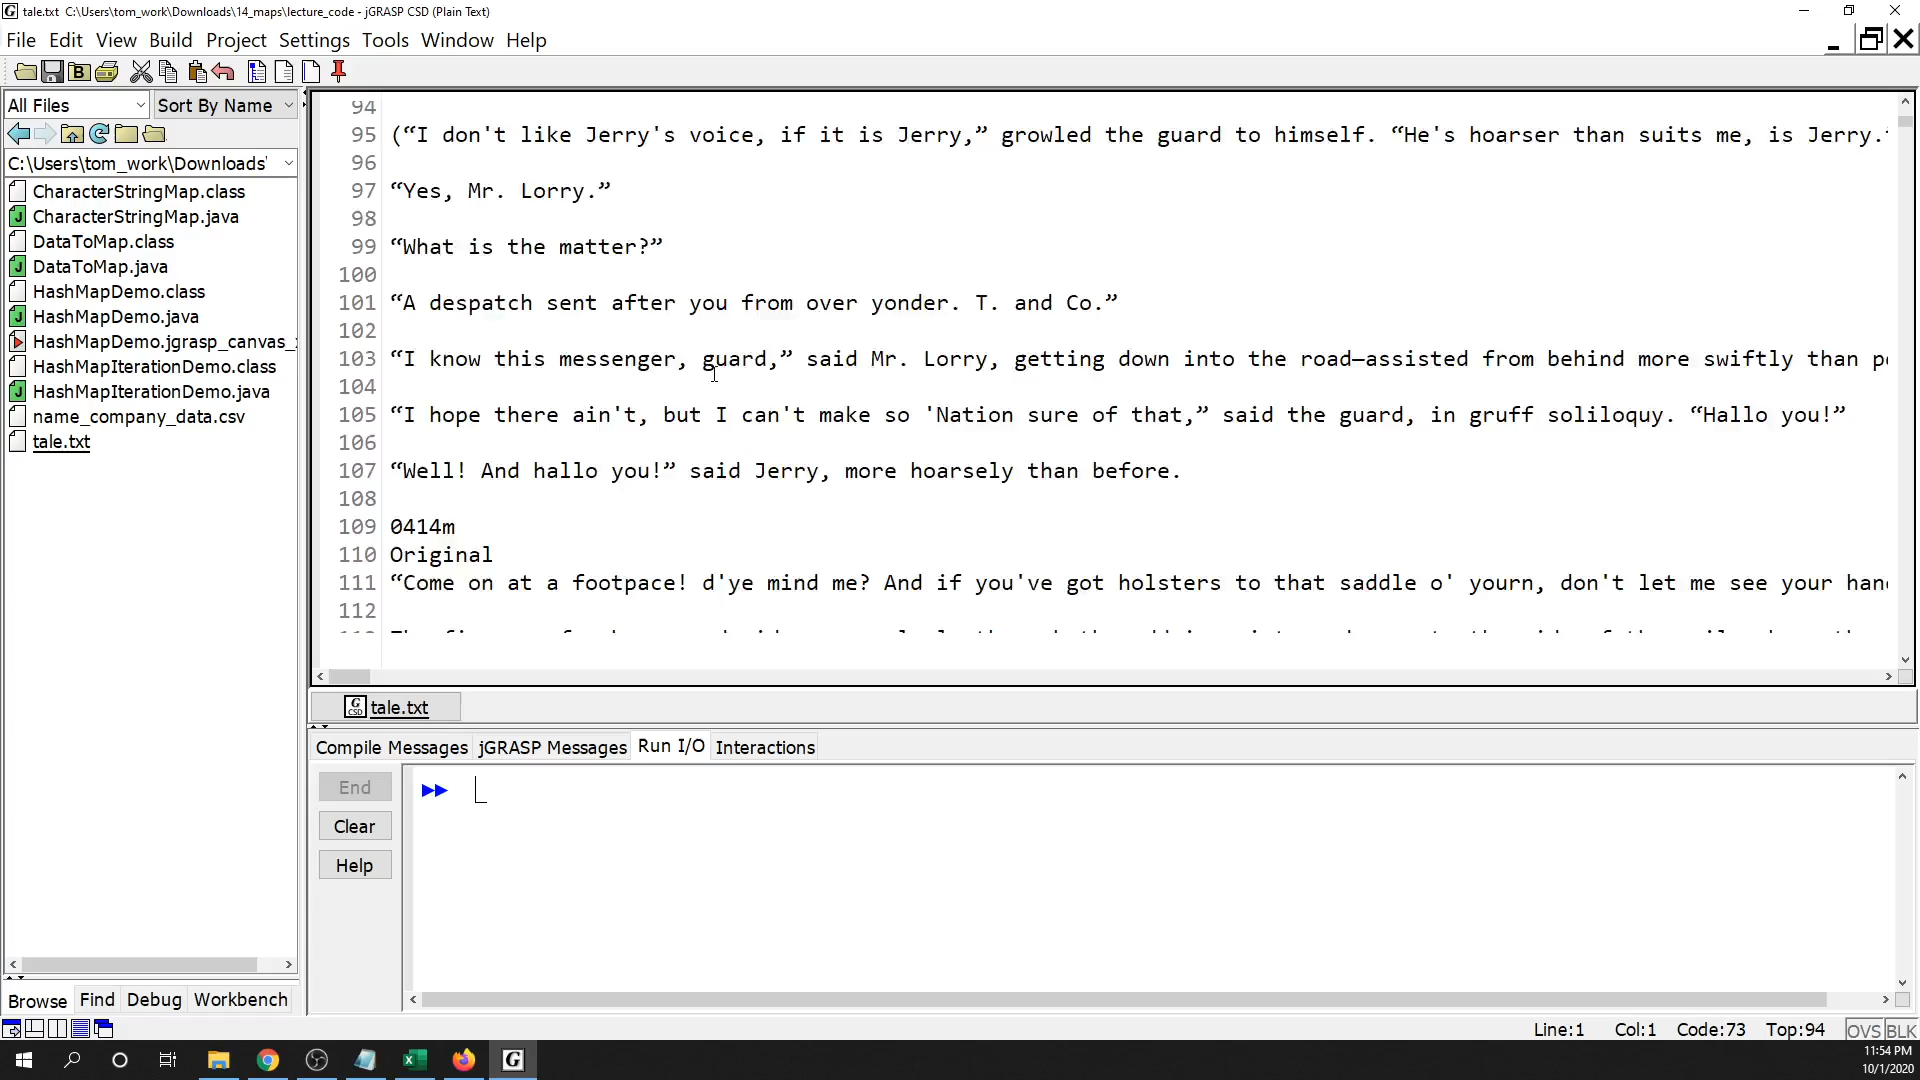 tale.txt  C:\Users\tom_work\Downloads\14_maps\lecture_code - jGRASP CSD (Plain Text)
File Edit View Build Project Settings Tools Window Help
All Files
Sort By Name
C:\Users\tom_work\Downloads'
CharacterStringMap.class
CharacterStringMap.java
DataToMap.class
DataToMap.java
HashMapDemo.class
HashMapDemo.java
HashMapDemo.jgrasp_canvas_
HashMapIterationDemo.class
HashMapIterationDemo.java
name_company_data.csv
tale.txt
Browse Find Debug Workbench
94
95 (“I don't like Jerry's voice, if it is Jerry,” growled the guard to himself. “He's hoarser than suits me, is Jerry.
96
97 “Yes, Mr. Lorry.”
98
99 “What is the matter?”
100
101 “A despatch sent after you from over yonder. T. and Co.”
102
103 “I know this messenger, guard,” said Mr. Lorry, getting down into the road—assisted from behind more swiftly than
104
105 “I hope there ain't, but I can't make so 'Nation sure of that,” said the guard, in gruff soliloquy. “Hallo you!”
106
107 “Well! And hallo you!” said Jerry, more hoarsely than before.
108
109 0414m
110 Original
111 “Come on at a footpace! d'ye mind me? And if you've got holsters to that saddle o' yourn, don't let me see your
112
tale.txt
Compile Messages jGRASP Messages Run I/O Interactions
End
Clear
Help
Line:1 Col:1 Code:73 Top:94 OVS BLK
11:54 PM
10/1/2020